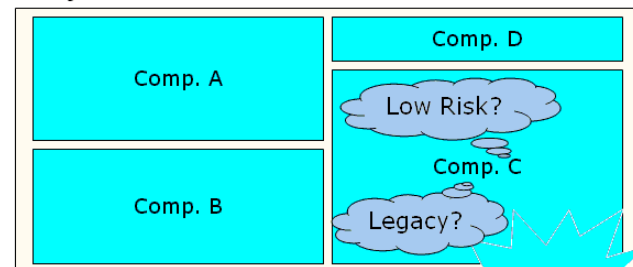 Comp. A
Comp. D
Low Risk?
Comp. C
Comp. B
Legacy?